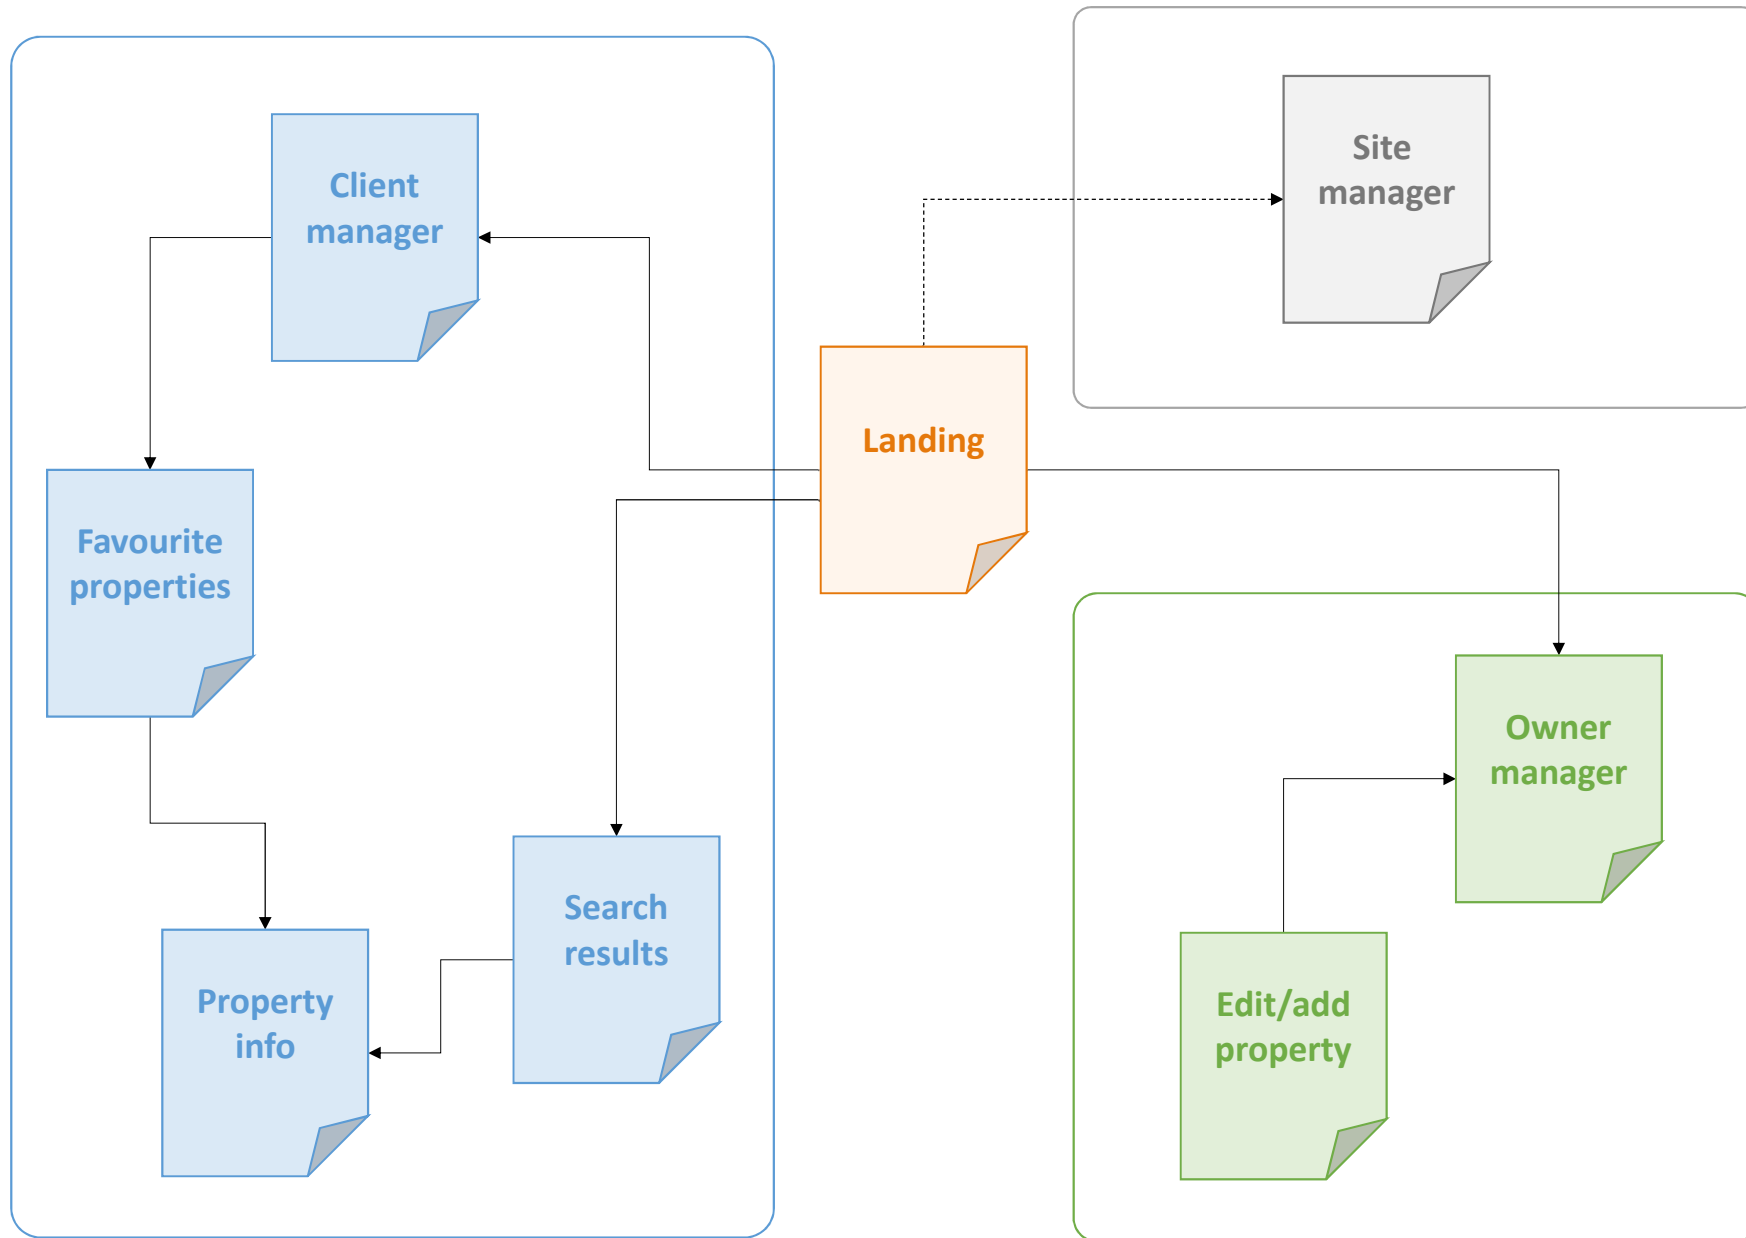 Client
manager
Site
manager
Landing
Favourite
properties
Owner
manager
Search
results
Property
info
Edit/add
property